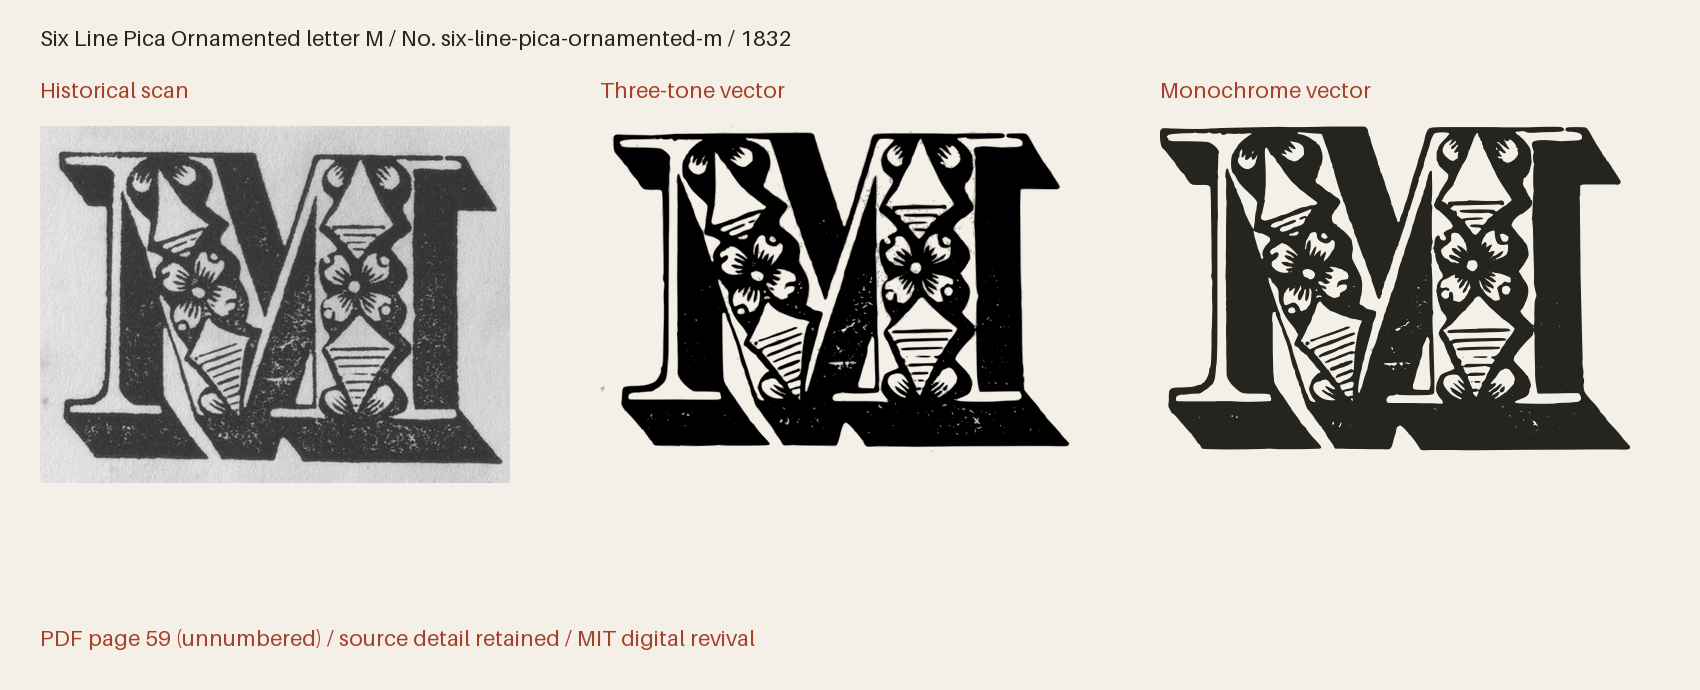 Six Line Pica Ornamented letter M / No. six-line-pica-ornamented-m / 1832
Historical scan
Three-tone vector
Monochrome vector
M
M
M
PDF page 59 (unnumbered) / source detail retained / MIT digital revival